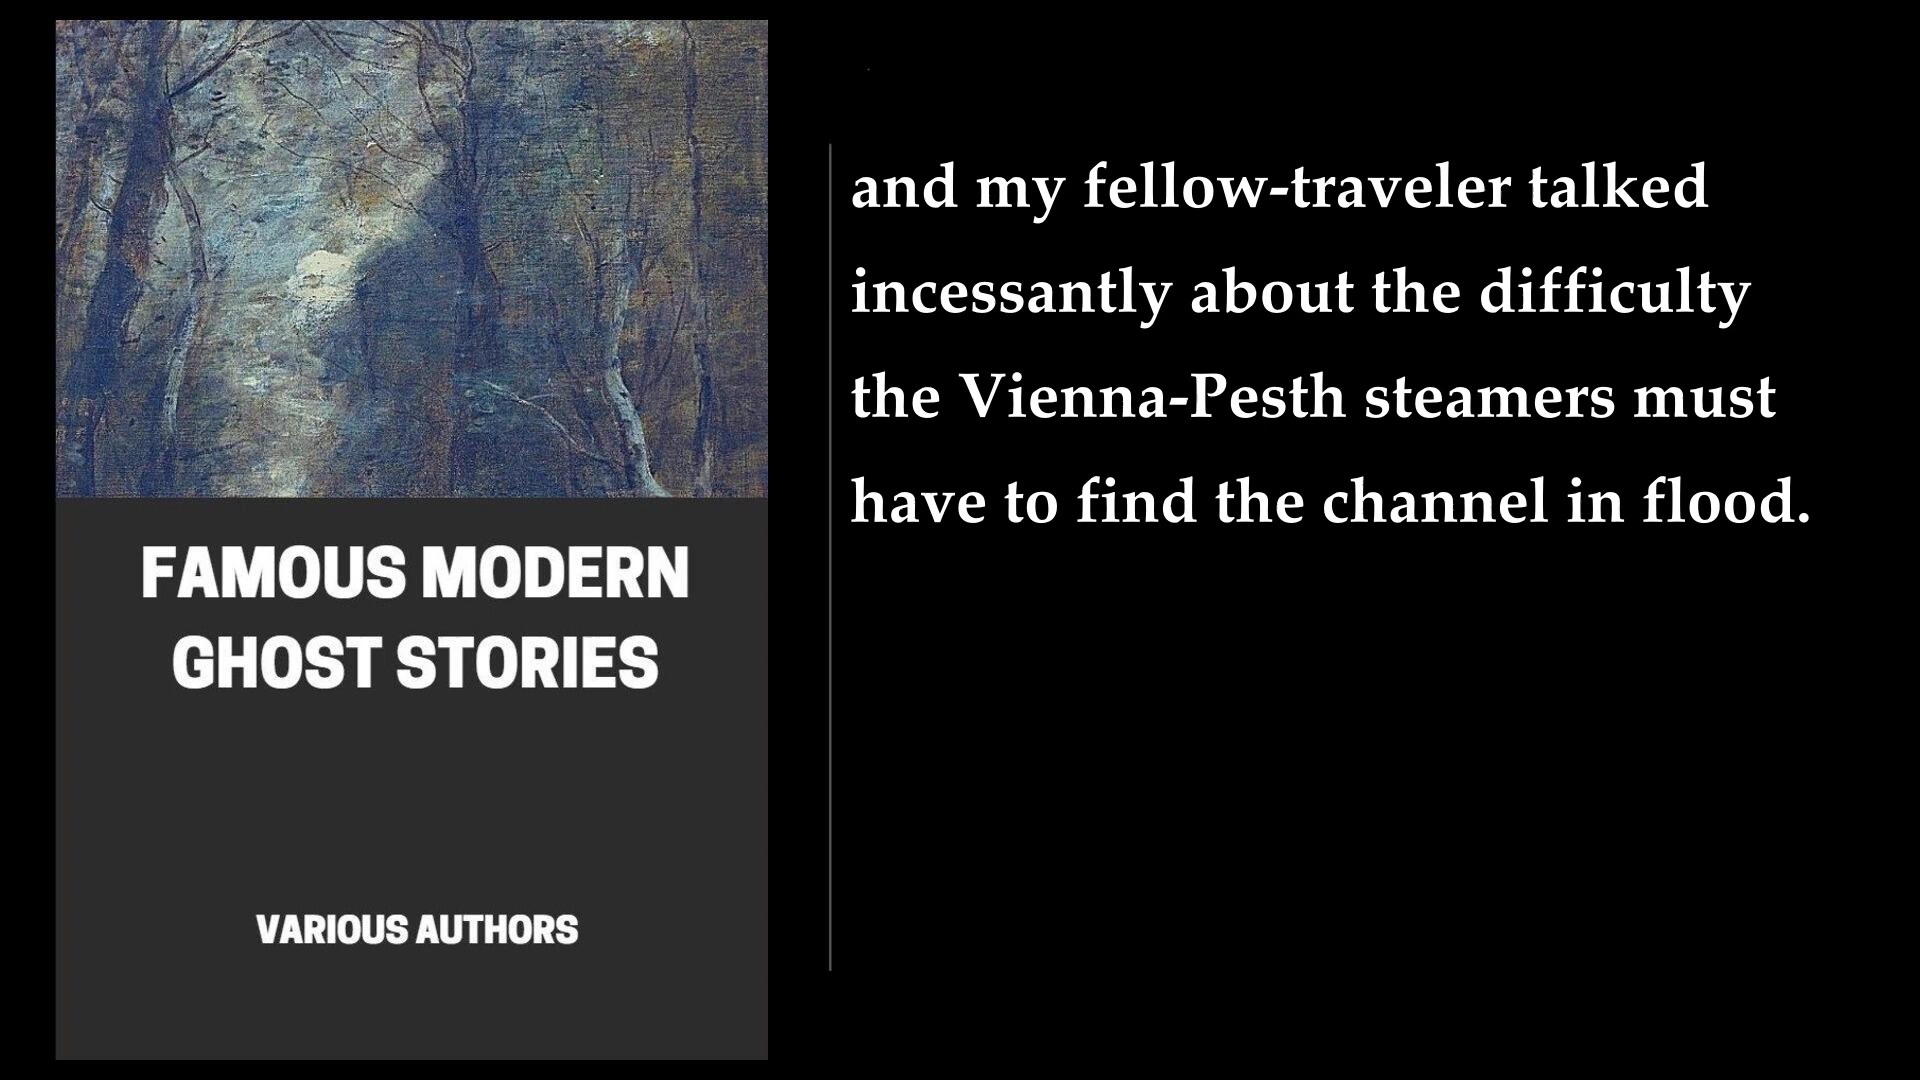 FAMOUS MODERN
GHOST STORIES
VARIOUS AUTHORS
and my fellow-traveler talked
incessantly about the difficulty
the Vienna-Pesth steamers must
have to find the channel in flood.